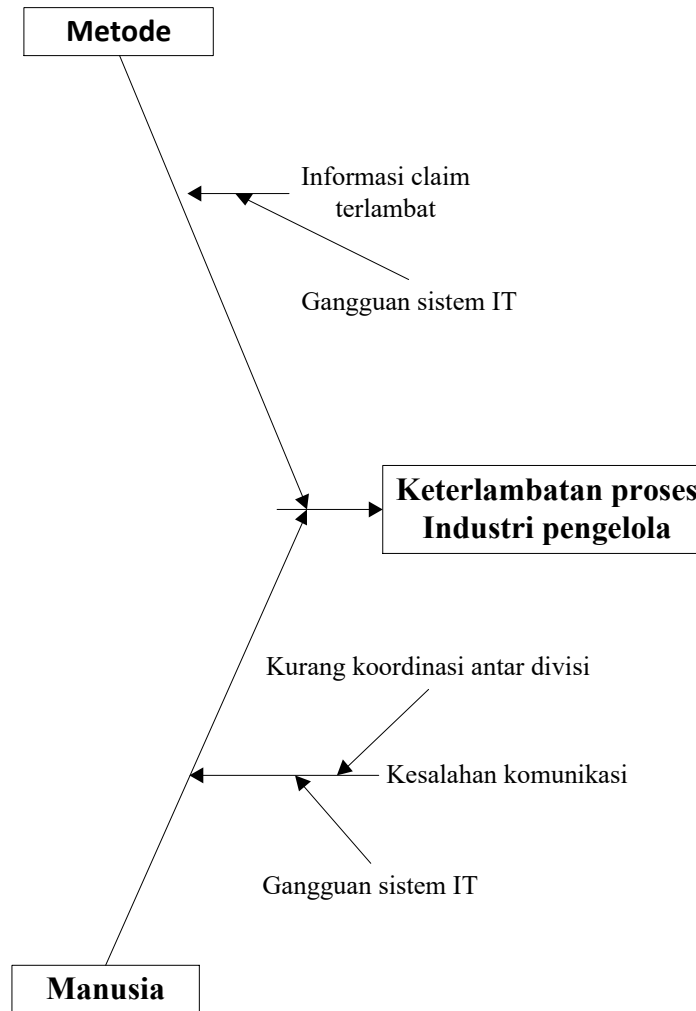 Metode
Informasi claim
terlambat
Gangguan sistem IT
Keterlambatan proses
Industri pengelola
Kurang koordinasi antar divisi
Kesalahan komunikasi
Gangguan sistem IT
Manusia